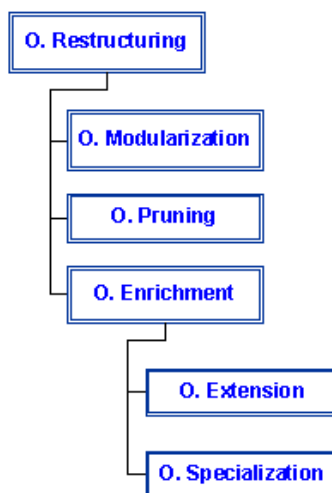 O. Restructuring
O. Modularization
O. Pruning
O. Enrichment
O. Extension
O. Specialization